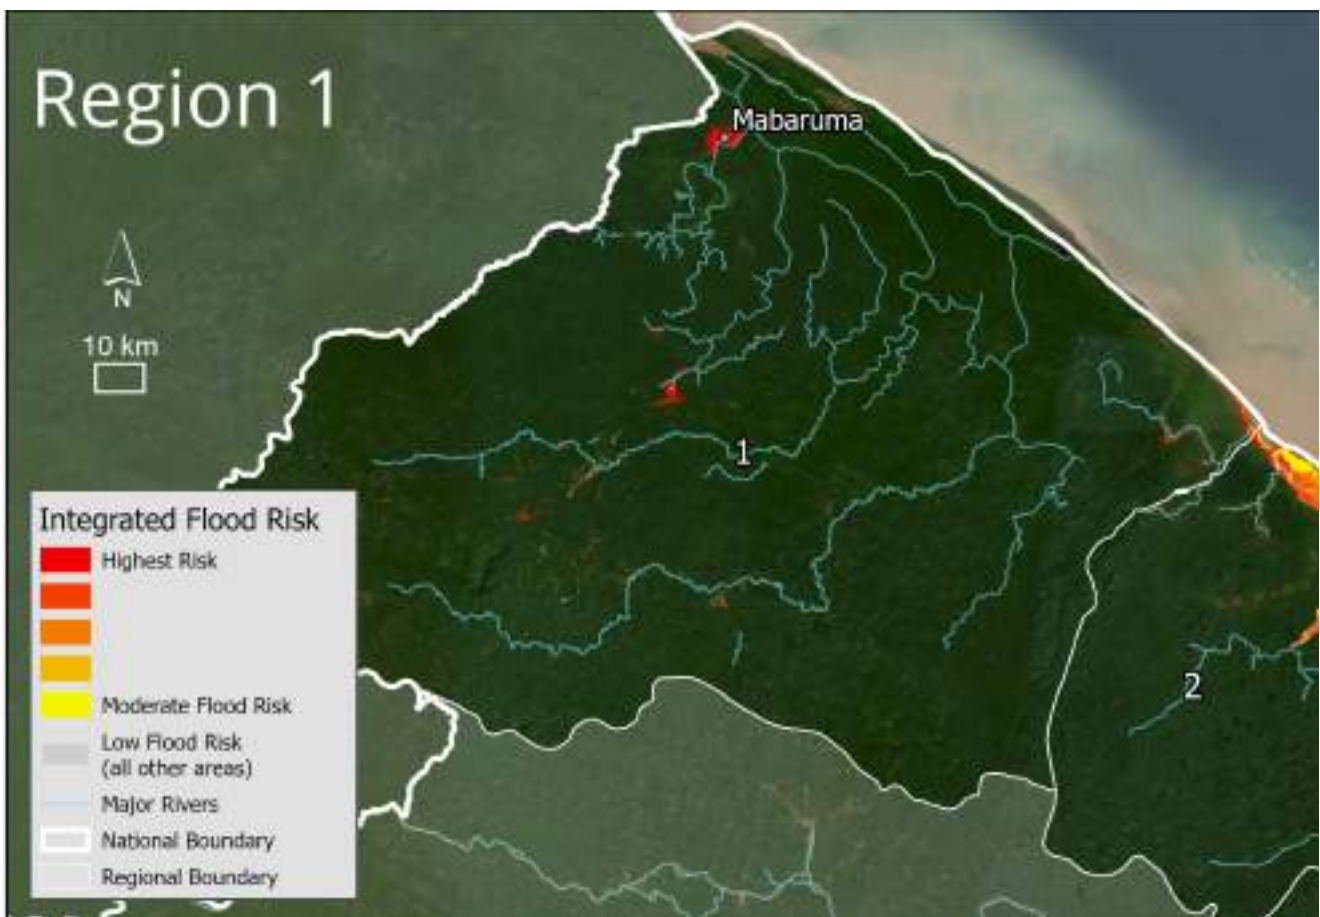 Region 1
Mabaruma
N
10 km
1
2
Integrated Flood Risk
Highest Risk
Moderate Flood Risk
Low Flood Risk
(all other areas)
Major Rivers
National Boundary
Regional Boundary